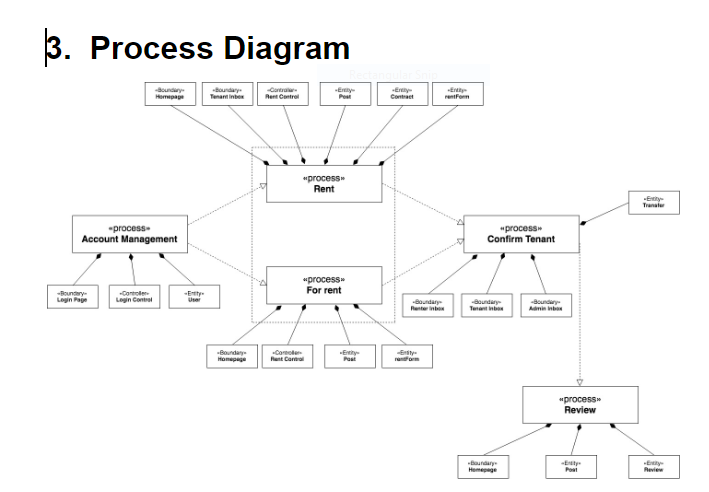 3. Process Diagram
Rectangular Snip
«Boundary» Homepage
«Boundary» Tenant Inbox
«Controller» Rent Control
«Entity» Post
«Entity» Contract
«Entity» rentForm
«process»
Rent
«Entity» Transfer
«process»
Account Management
«process»
Confirm Tenant
«process»
For rent
«Boundary» Login Page
«Controller» Login Control
«Entity» User
«Boundary» Renter Inbox
«Boundary» Tenant Inbox
«Boundary» Admin Inbox
«Boundary» Homepage
«Controller» Rent Control
«Entity» Post
«Entity» rentForm
«process»
Review
«Boundary» Homepage
«Entity» Post
«Entity» Review